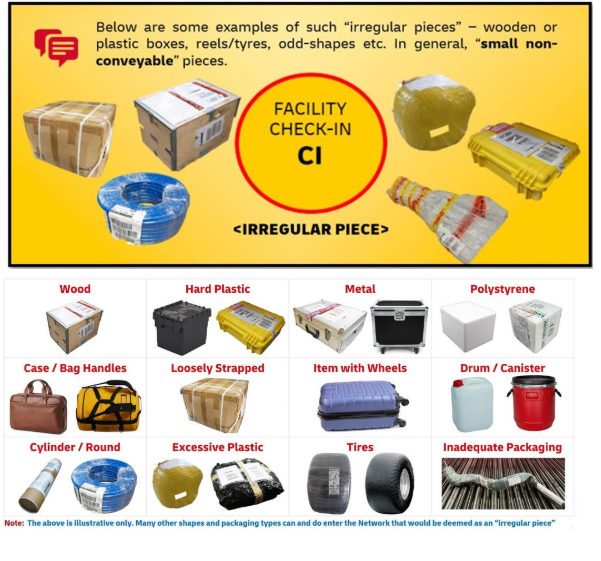 Below are some examples of such “irregular pieces” – wooden or
plastic boxes, reels/tyres, odd-shapes etc. In general, “small non-
conveyable” pieces.
FACILITY
CHECK-IN
CI
<IRREGULAR PIECE>
Wood
Hard Plastic
Metal
Polystyrene
Case / Bag Handles
Loosely Strapped
Item with Wheels
Drum / Canister
Cylinder / Round
Excessive Plastic
Tires
Inadequate Packaging
Note: The above is illustrative only. Many other shapes and packaging types can and do enter the Network that would be deemed as an “irregular piece”